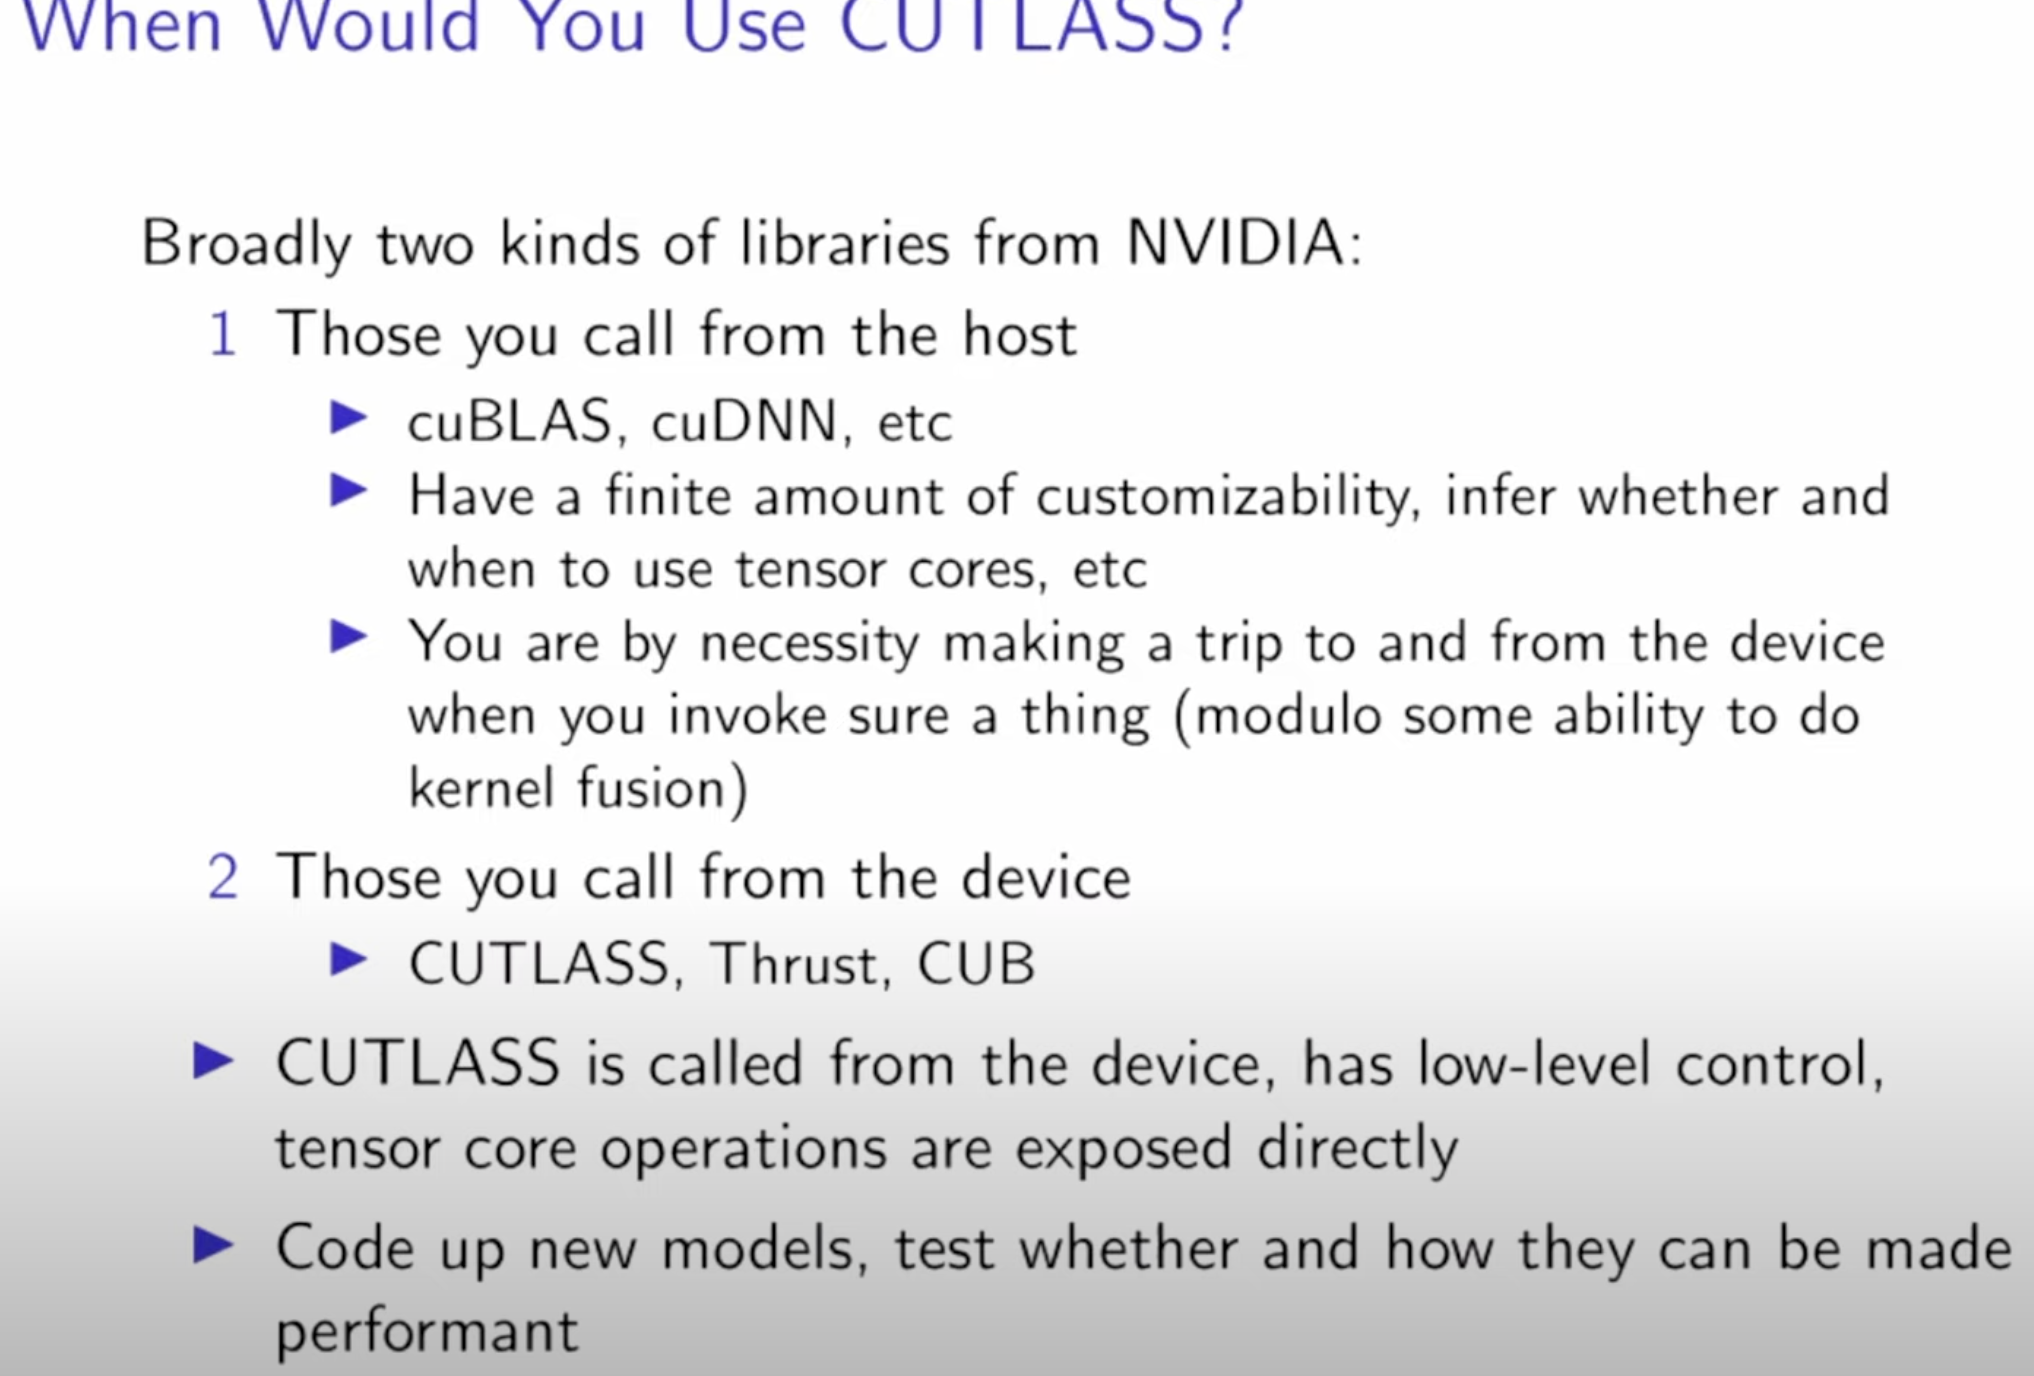 When Would You Use CUTLASS?
Broadly two kinds of libraries from NVIDIA:
1 Those you call from the host
▶ cuBLAS, cuDNN, etc
▶ Have a finite amount of customizability, infer whether and
when to use tensor cores, etc
▶ You are by necessity making a trip to and from the device
when you invoke sure a thing (modulo some ability to do
kernel fusion)
2 Those you call from the device
▶ CUTLASS, Thrust, CUB
▶ CUTLASS is called from the device, has low-level control,
tensor core operations are exposed directly
▶ Code up new models, test whether and how they can be made
performant